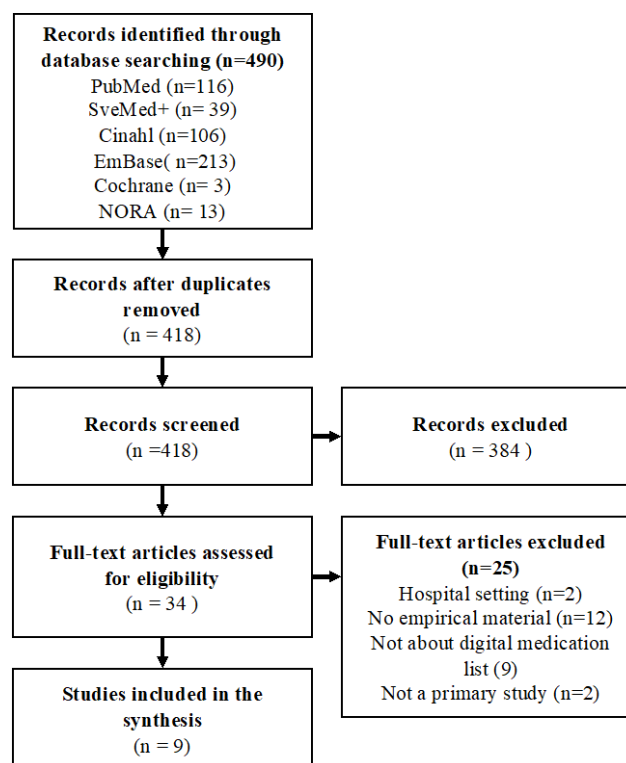 Records identified through
database searching (n=490)
PubMed (n=116)
SveMed+ (n= 39)
Cinahl (n=106)
EmBase( n=213)
Cochrane (n= 3)
NORA (n= 13)
Records after duplicates
removed
(n = 418)
Records screened
(n =418)
Records excluded
(n = 384 )
Full-text articles assessed
for eligibility
(n = 34 )
Full-text articles excluded
(n=25)
Hospital setting (n=2)
No empirical material (n=12)
Not about digital medication
list (9)
Not a primary study (n=2)
Studies included in the
synthesis
(n = 9)